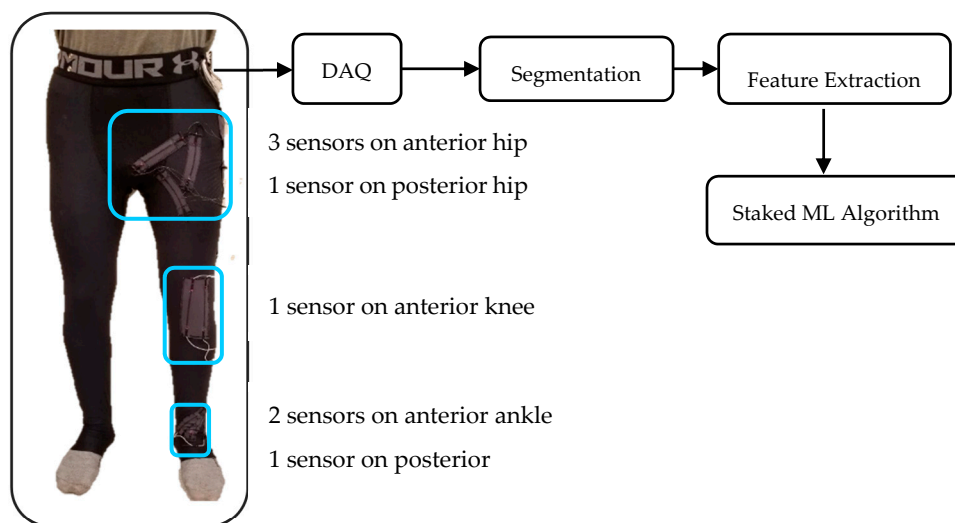 MOUR
DAQ
Segmentation
Feature Extraction
3 sensors on anterior hip
1 sensor on posterior hip
Staked ML Algorithm
1 sensor on anterior knee
2 sensors on anterior ankle
1 sensor on posterior